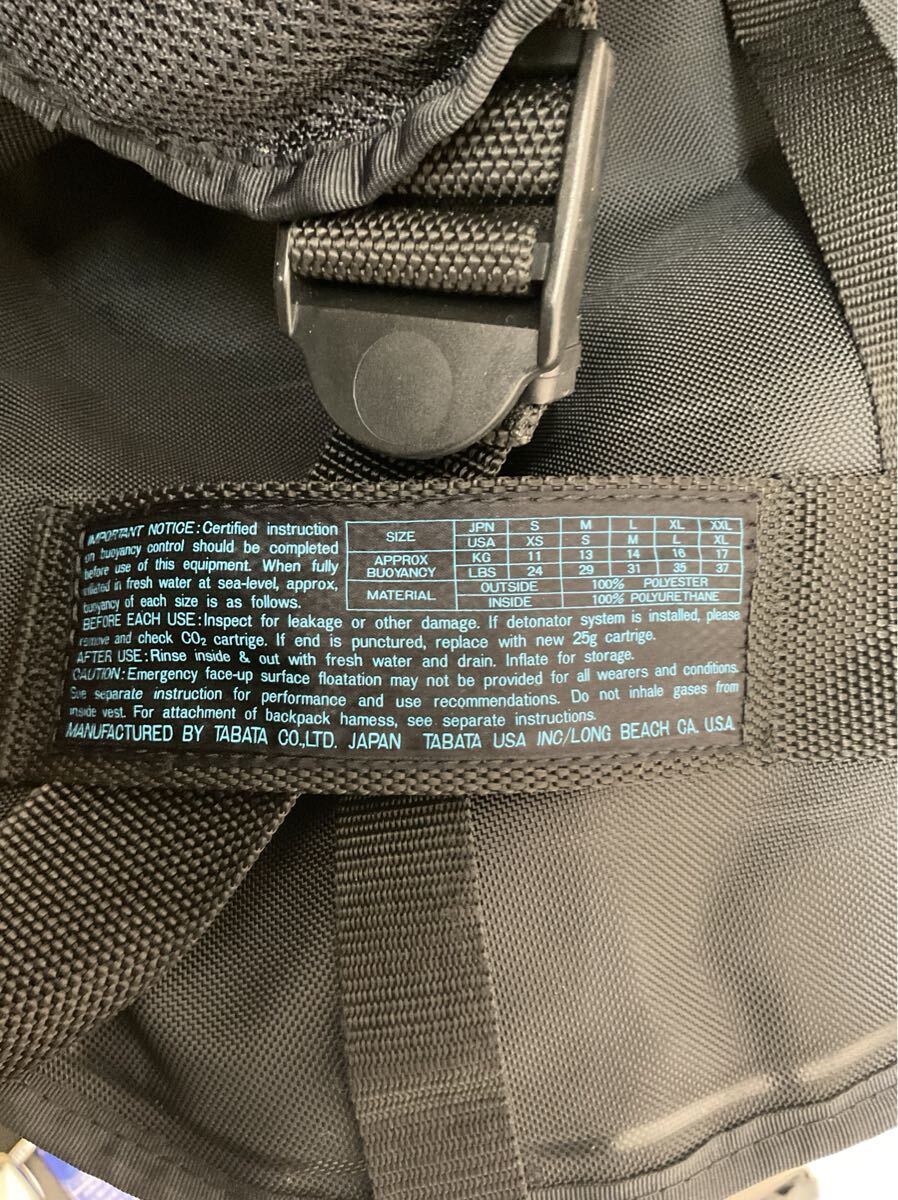 IMPORTANT NOTICE: Certified instruction
on buoyancy control should be completed
before use of this equipment. When fully
inflated in fresh water at sea-level, approx,
buoyancy of each size is as follows.
SIZE JPN S M L XL XXL
USA XS S M L XL
APPROX BUOYANCY KG 11 13 14 16 17
LBS 24 29 31 35 37
MATERIAL OUTSIDE 100% POLYESTER
INSIDE 100% POLYURETHANE
BEFORE EACH USE: Inspect for leakage or other damage. If detonator system is installed, please
remove and check CO₂ cartrige. If end is punctured, replace with new 25g cartrige.
AFTER USE: Rinse inside & out with fresh water and drain. Inflate for storage.
CAUTION: Emergency face-up surface floatation may not be provided for all wearers and conditions.
See separate instruction for performance and use recommendations. Do not inhale gases from
inside vest. For attachment of backpack harness, see separate instructions.
MANUFACTURED BY TABATA CO.,LTD. JAPAN TABATA USA INC/LONG BEACH CA. U.S.A.